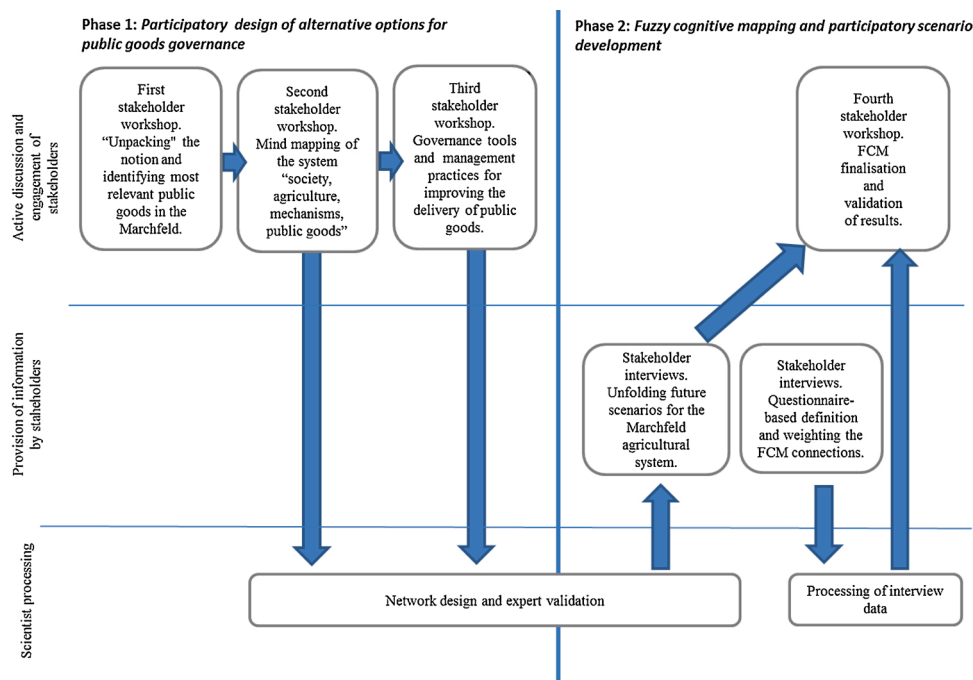 Phase 1: Participatory design of alternative options for
public goods governance
Phase 2: Fuzzy cognitive mapping and participatory scenario
development
Active discussion and
engagement of
stakeholders
First
stakeholder
workshop.
“Unpacking" the
notion and
identifying most
relevant public
goods in the
Marchfeld.
Second
stakeholder
workshop.
Mind mapping of
the system
“society,
agriculture,
mechanisms,
public goods”
Third
stakeholder
workshop.
Governance tools
and management
practices for
improving the
delivery of public
goods.
Fourth
stakeholder
workshop.
FCM
finalisation
and
validation
of results.
Provision of information
by staheholders
Stakeholder
interviews.
Unfolding future
scenarios for the
Marchfeld
agricultural
system.
Stakeholder
interviews.
Questionnaire-
based definition
and weighting the
FCM connections.
Scientist processing
Network design and expert validation
Processing of interview
data